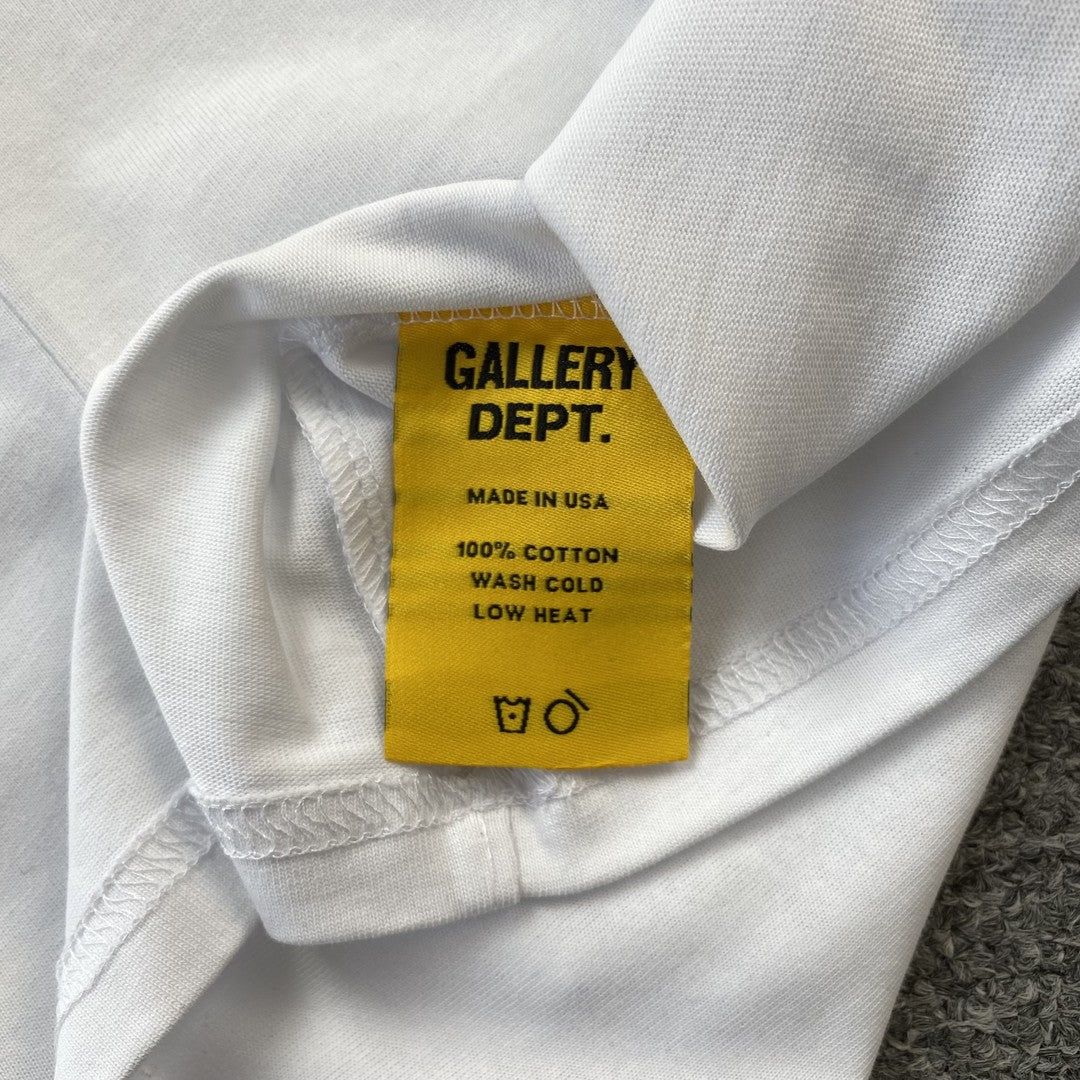 GALLERY
DEPT.
MADE IN USA
100% COTTON
WASH COLD
LOW HEAT